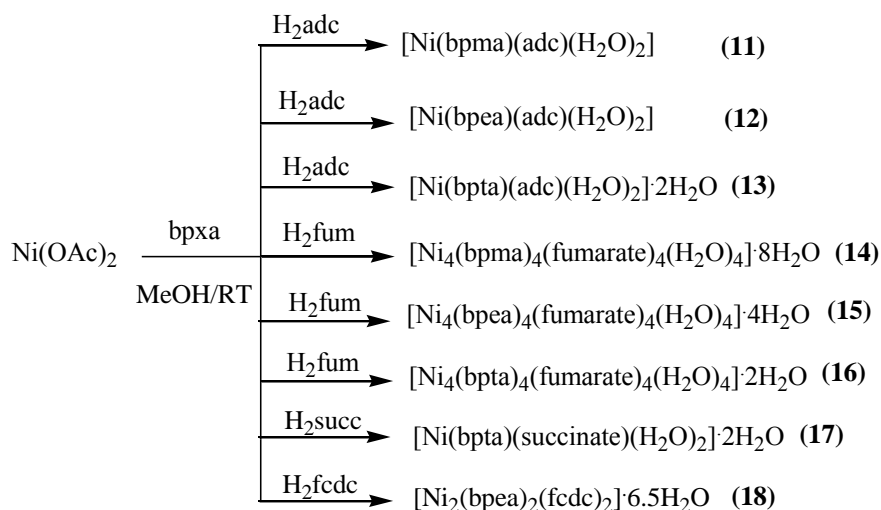 H₂adc [Ni(bpma)(adc)(H₂O)₂] (11)
H₂adc [Ni(bpea)(adc)(H₂O)₂] (12)
H₂adc [Ni(bpta)(adc)(H₂O)₂]·2H₂O (13)
Ni(OAc)₂ bpxa MeOH/RT H₂fum [Ni₄(bpma)₄(fumarate)₄(H₂O)₄]·8H₂O (14)
H₂fum [Ni₄(bpea)₄(fumarate)₄(H₂O)₄]·4H₂O (15)
H₂fum [Ni₄(bpta)₄(fumarate)₄(H₂O)₄]·2H₂O (16)
H₂succ [Ni(bpta)(succinate)(H₂O)₂]·2H₂O (17)
H₂fcdc [Ni₂(bpea)₂(fcdc)₂]·6.5H₂O (18)